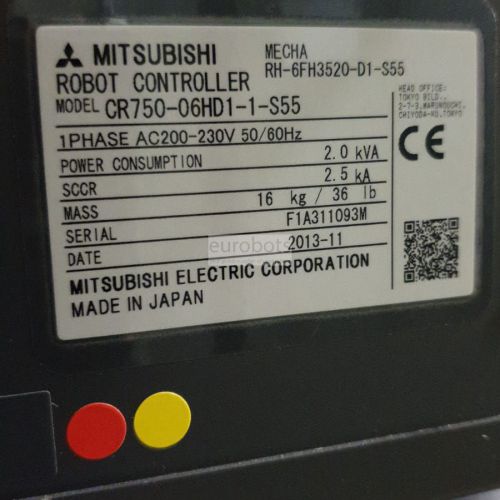 MITSUBISHI
ROBOT CONTROLLER
MECHA
RH-6FH3520-D1-S55
MODEL CR750-06HD1-1-S55
HEAD OFFICE:
TOKYO BLD.,
2-7-3, MARUNOUCHI,
CHIYODA-KU, TOKYO
1PHASE AC200-230V 50/60Hz
POWER CONSUMPTION 2.0 kVA
SCCR 2.5 kA
MASS 16 kg / 36 lb
SERIAL F1A311093M
DATE 2013-11
MITSUBISHI ELECTRIC CORPORATION
MADE IN JAPAN
CE
eurobots